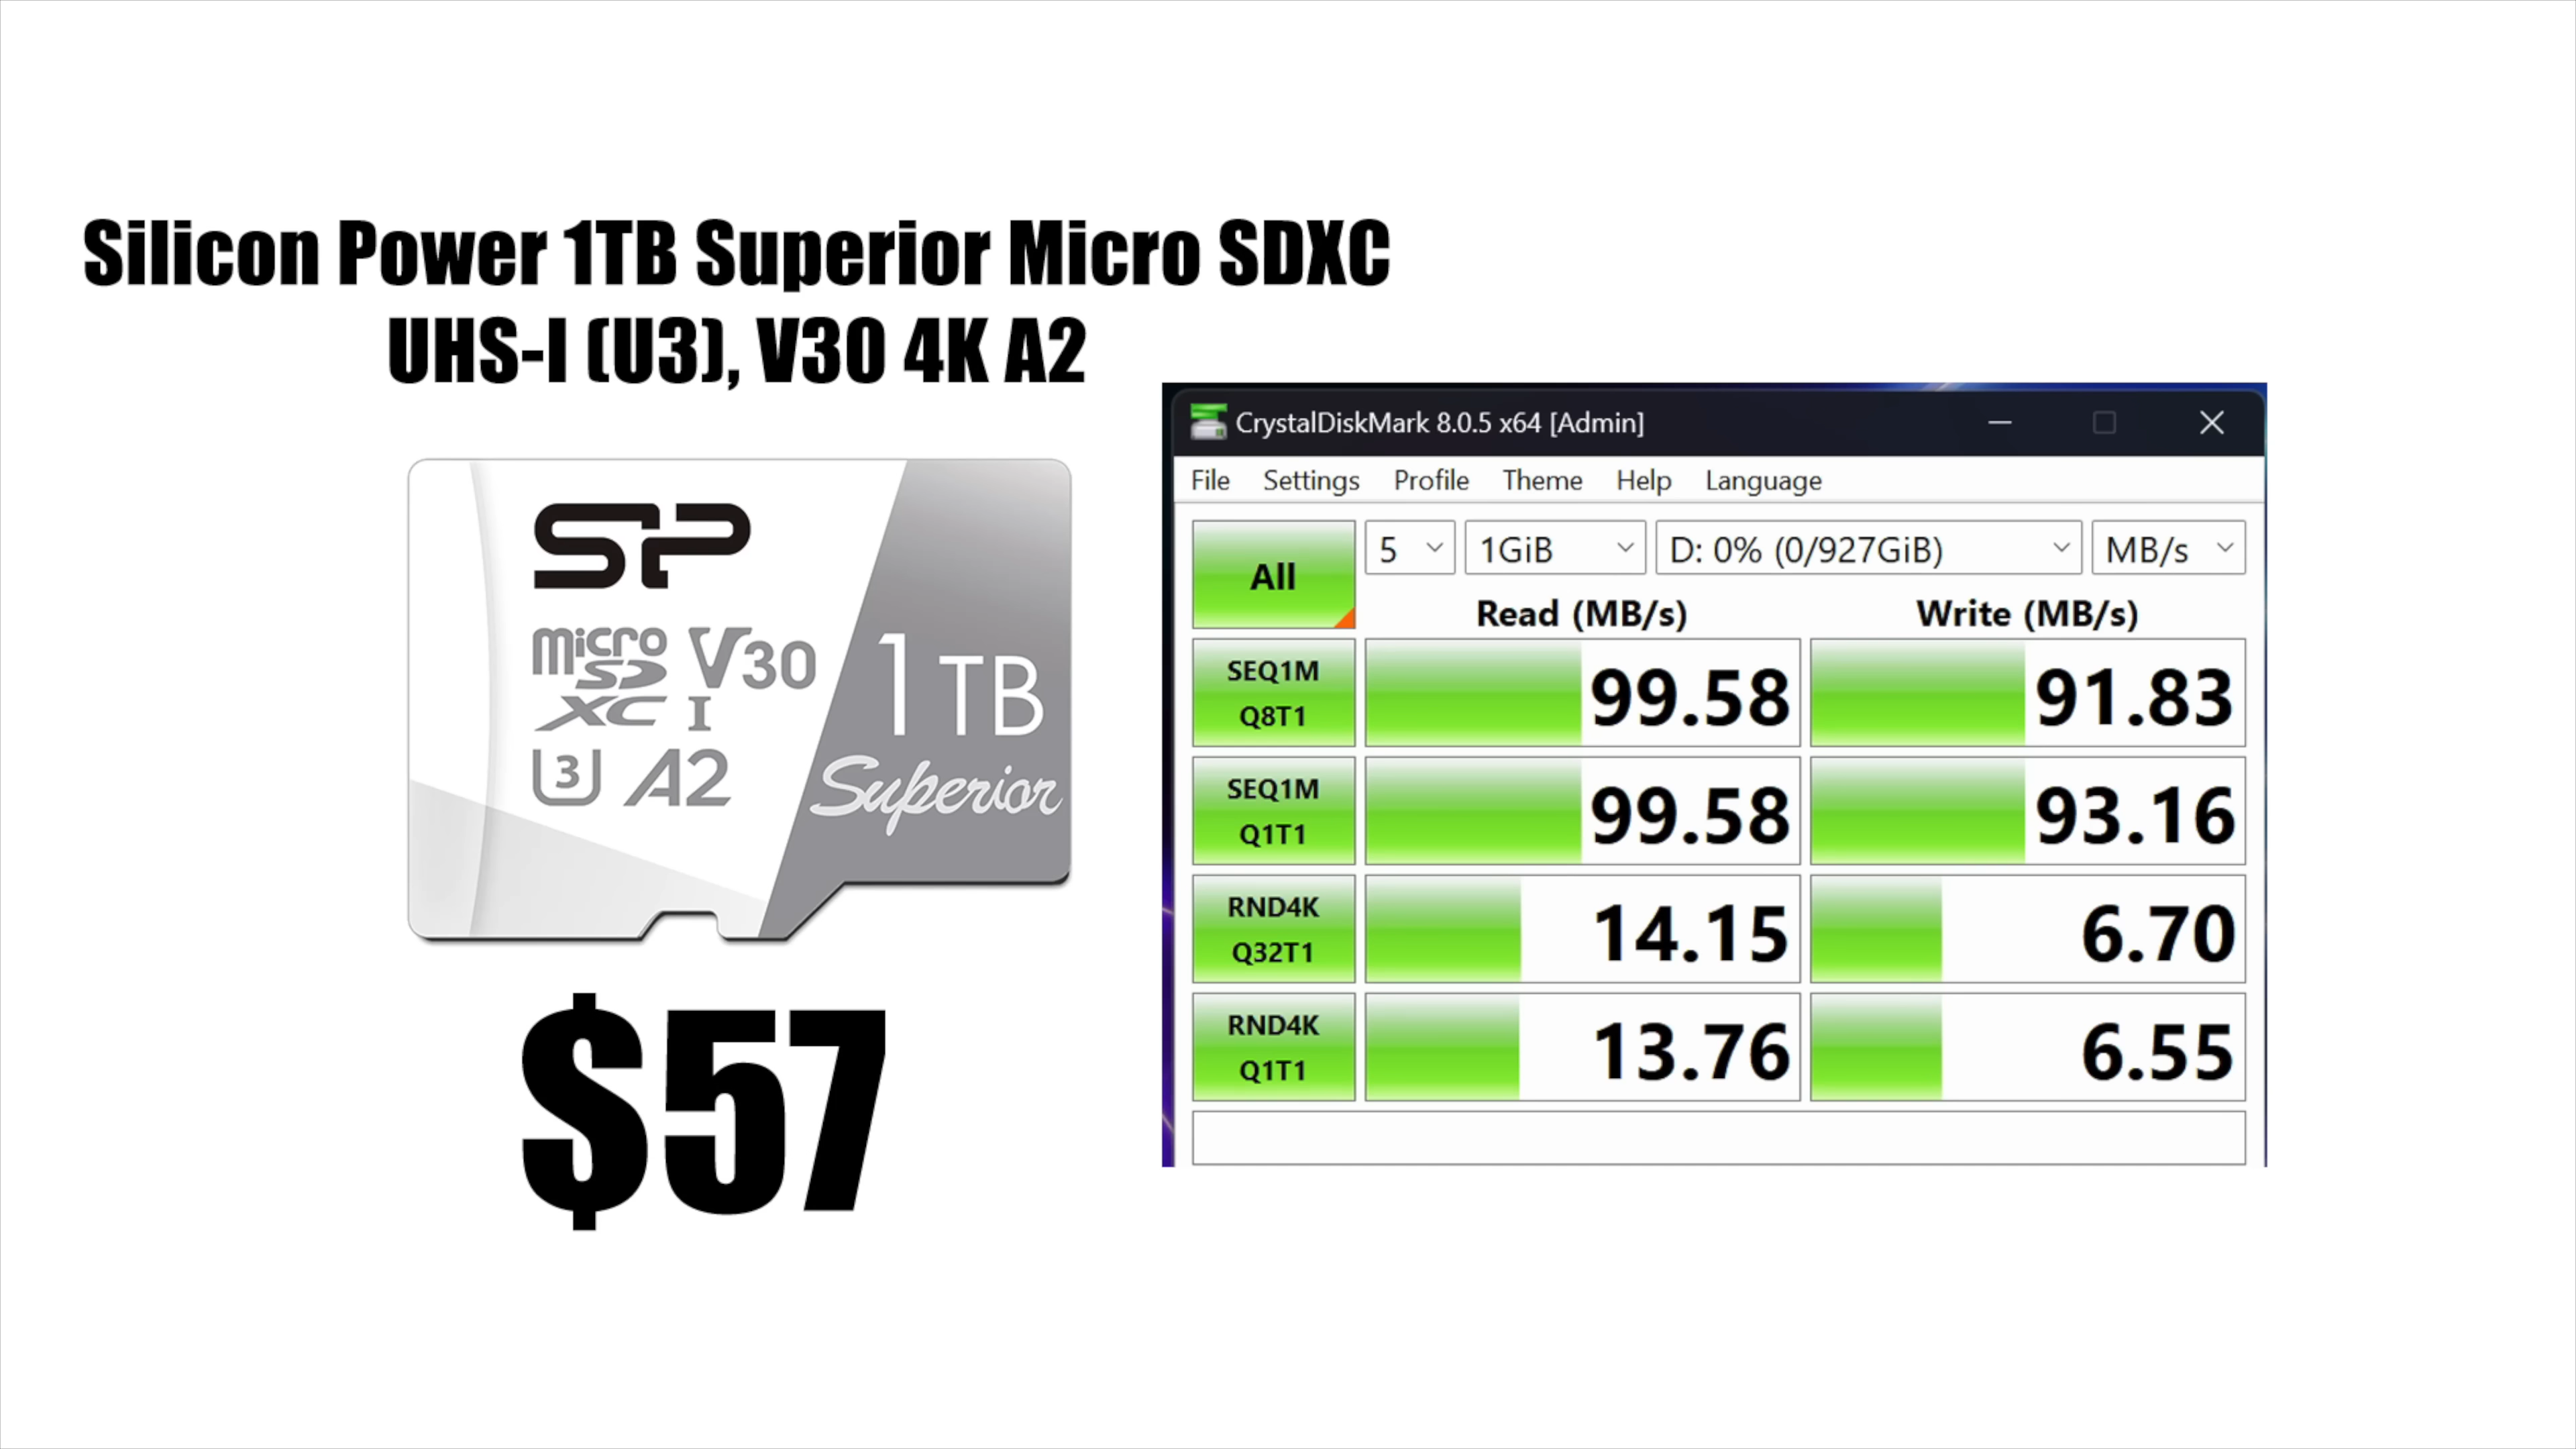 Silicon Power 1TB Superior Micro SDXC
UHS-I (U3), V30 4K A2
SP
micro SD XC I V30
U3 A2
1TB
Superior
$57
CrystalDiskMark 8.0.5 x64 [Admin]
File Settings Profile Theme Help Language
All 5 1GiB D: 0% (0/927GiB) MB/s
Read (MB/s) Write (MB/s)
SEQ1M Q8T1 99.58 91.83
SEQ1M Q1T1 99.58 93.16
RND4K Q32T1 14.15 6.70
RND4K Q1T1 13.76 6.55